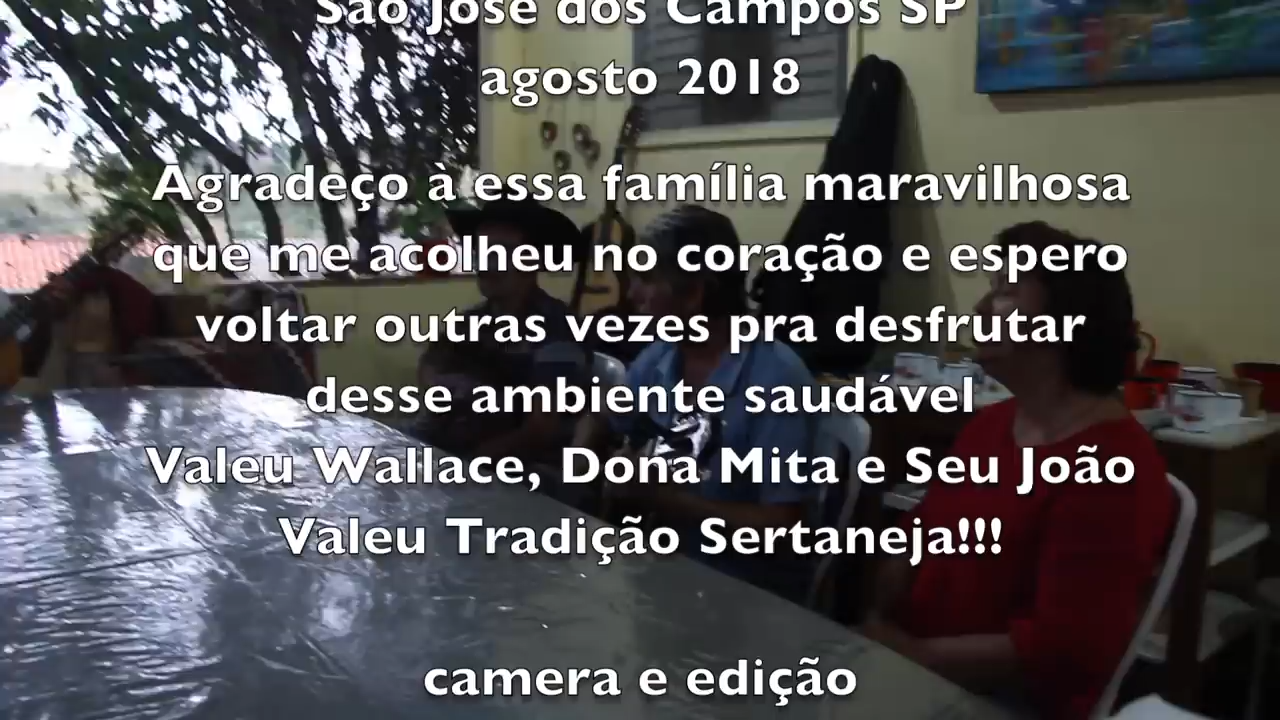 São José dos Campos SP
agosto 2018
Agradeço à essa família maravilhosa
que me acolheu no coração e espero
voltar outras vezes pra desfrutar
desse ambiente saudável
Valeu Wallace, Dona Mita e Seu João
Valeu Tradição Sertaneja!!!
camera e edição